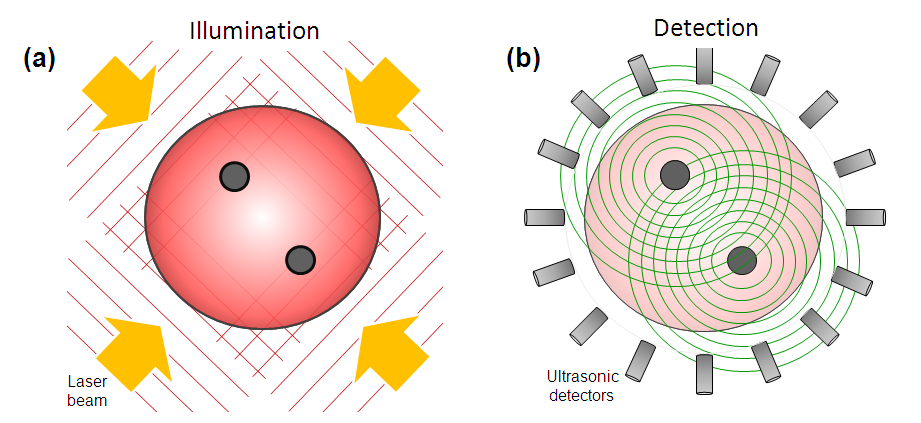 Illumination
(a)
Laser
beam
Detection
(b)
Ultrasonic
detectors